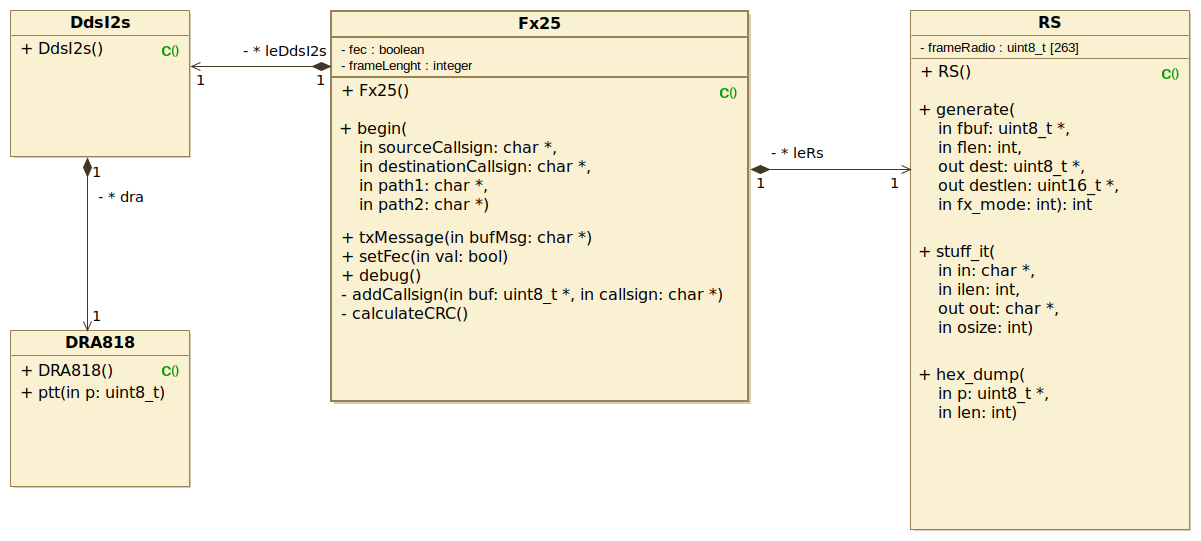 DdsI2s
+ DdsI2s()
C()
- * leDdsI2s
1
1
1
- * dra
1
DRA818
+ DRA818()
C()
+ ptt(in p: uint8_t)
Fx25
- fec : boolean
- frameLenght : integer
+ Fx25()
C()
+ begin(
in sourceCallsign: char *,
in destinationCallsign: char *,
in path1: char *,
in path2: char *)
+ txMessage(in bufMsg: char *)
+ setFec(in val: bool)
+ debug()
- addCallsign(in buf: uint8_t *, in callsign: char *)
- calculateCRC()
- * leRs
1
1
RS
- frameRadio : uint8_t [263]
+ RS()
C()
+ generate(
in fbuf: uint8_t *,
in flen: int,
out dest: uint8_t *,
out destlen: uint16_t *,
in fx_mode: int): int
+ stuff_it(
in in: char *,
in ilen: int,
out out: char *,
in osize: int)
+ hex_dump(
in p: uint8_t *,
in len: int)